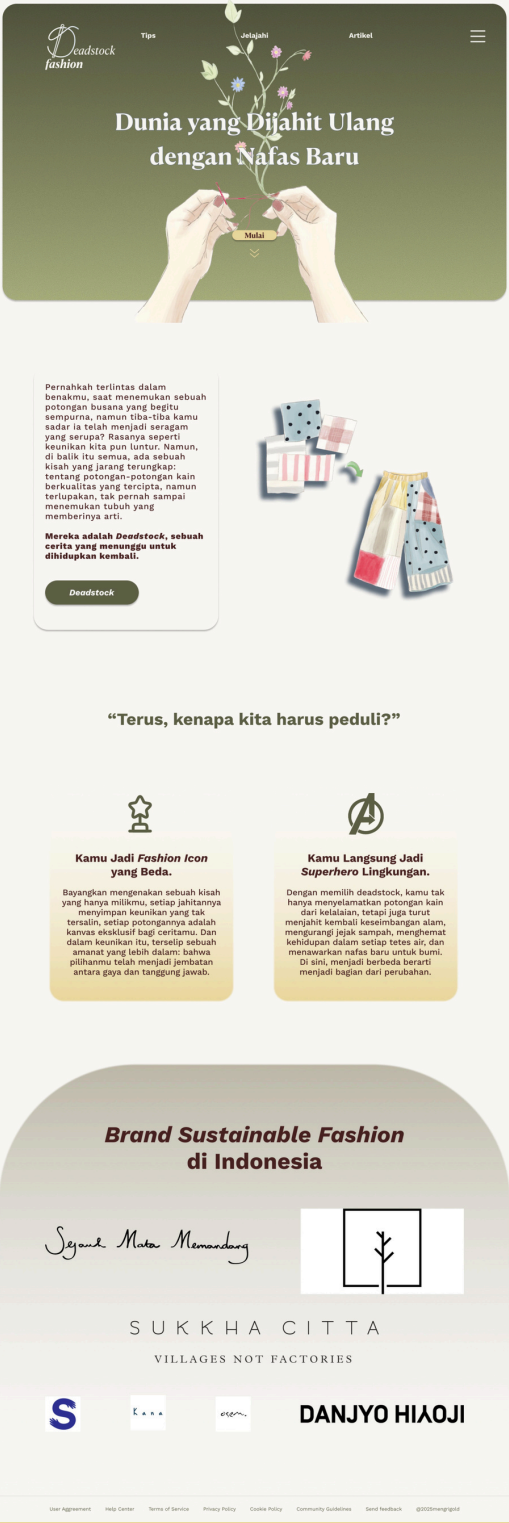 Deadstock
fashion
Tips
Jelajahi
Artikel
Dunia yang Dijahit Ulang
dengan Nafas Baru
Mulai
Pernahkah terlintas dalam
benakmu, saat menemukan sebuah
potongan busana yang begitu
sempurna, namun tiba-tiba kamu
sadar ia telah menjadi seragam
yang serupa? Rasanya seperti
keunikan kita pun luntur. Namun,
di balik itu semua, ada sebuah
kisah yang jarang terungkap:
tentang potongan-potongan kain
berkualitas yang tercipta, namun
terlupakan, tak pernah sampai
menemukan tubuh yang
memberinya arti.
Mereka adalah Deadstock, sebuah
cerita yang menunggu untuk
dihidupkan kembali.
Deadstock
“Terus, kenapa kita harus peduli?”
Kamu Jadi Fashion Icon
yang Beda.
Bayangkan mengenakan sebuah kisah
yang hanya milikmu, setiap jahitannya
menyimpan keunikan yang tak
tersalin, setiap potongannya adalah
kanvas eksklusif bagi ceritamu. Dan
dalam keunikan itu, terselip sebuah
amanat yang lebih dalam: bahwa
pilihanmu telah menjadi jembatan
antara gaya dan tanggung jawab.
Kamu Langsung Jadi
Superhero Lingkungan.
Dengan memilih deadstock, kamu tak
hanya menyelamatkan potongan kain
dari kelalaian, tetapi juga turut
menjahit kembali keseimbangan alam,
mengurangi jejak sampah, menghemat
kehidupan dalam setiap tetes air, dan
menawarkan nafas baru untuk bumi.
Di sini, menjadi berbeda berarti
menjadi bagian dari perubahan.
Brand Sustainable Fashion
di Indonesia
Sejauh Mata Memandang
SUKKHA CITTA
VILLAGES NOT FACTORIES
S
Kana
osem.
DANJYO HIYOJI
User Aggreement
Help Center
Terms of Service
Privacy Policy
Cookie Policy
Community Guidelines
Send feedback
@2025mengrigold